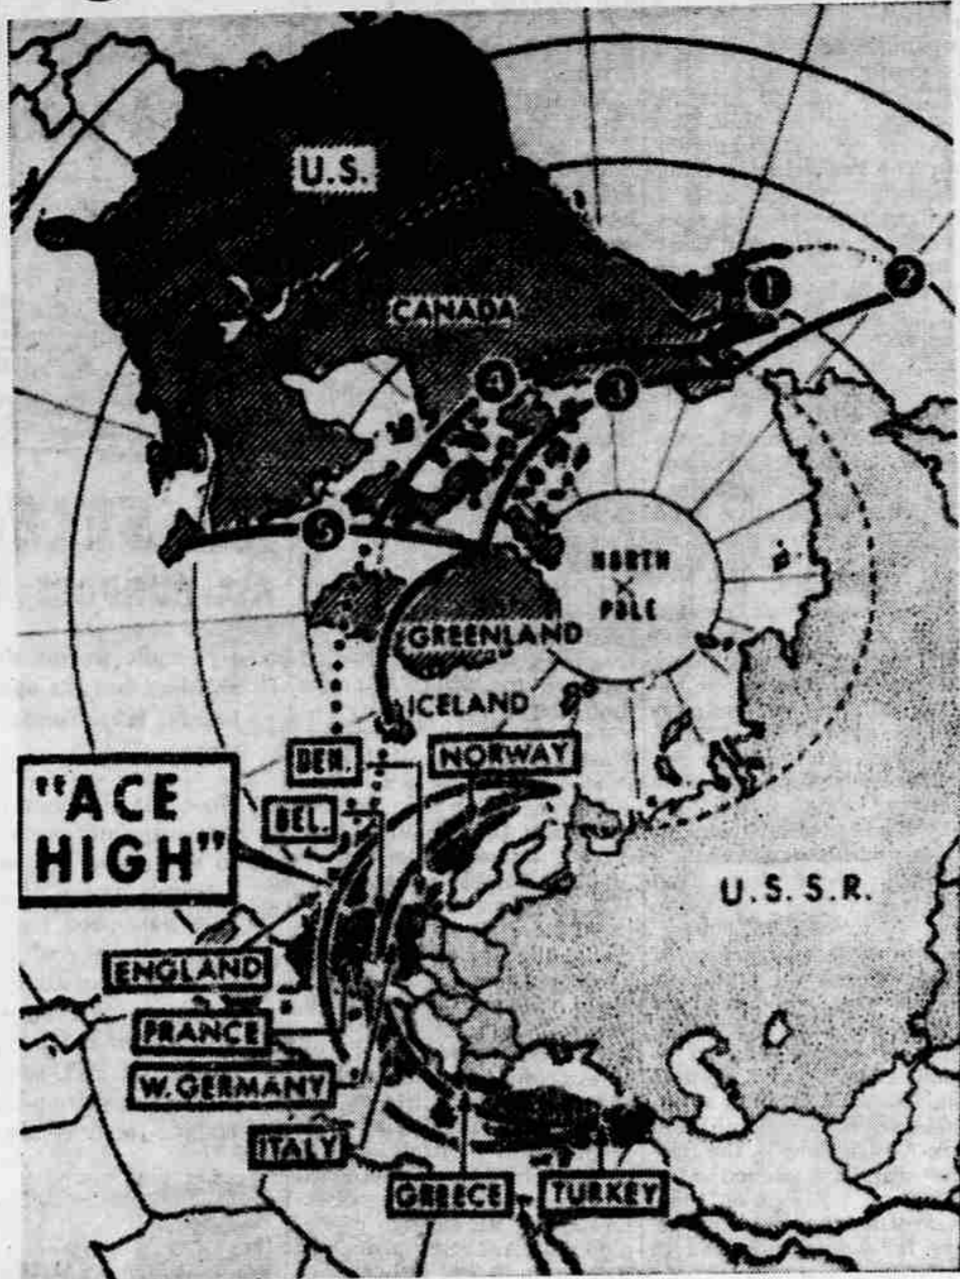 U.S.
CANADA
1
2
4
3
5
NORTH
POLE
GREENLAND
ICELAND
DEN.
NORWAY
"ACE
HIGH"
BEL.
U.S.S.R.
ENGLAND
FRANCE
W. GERMANY
ITALY
GREECE
TURKEY